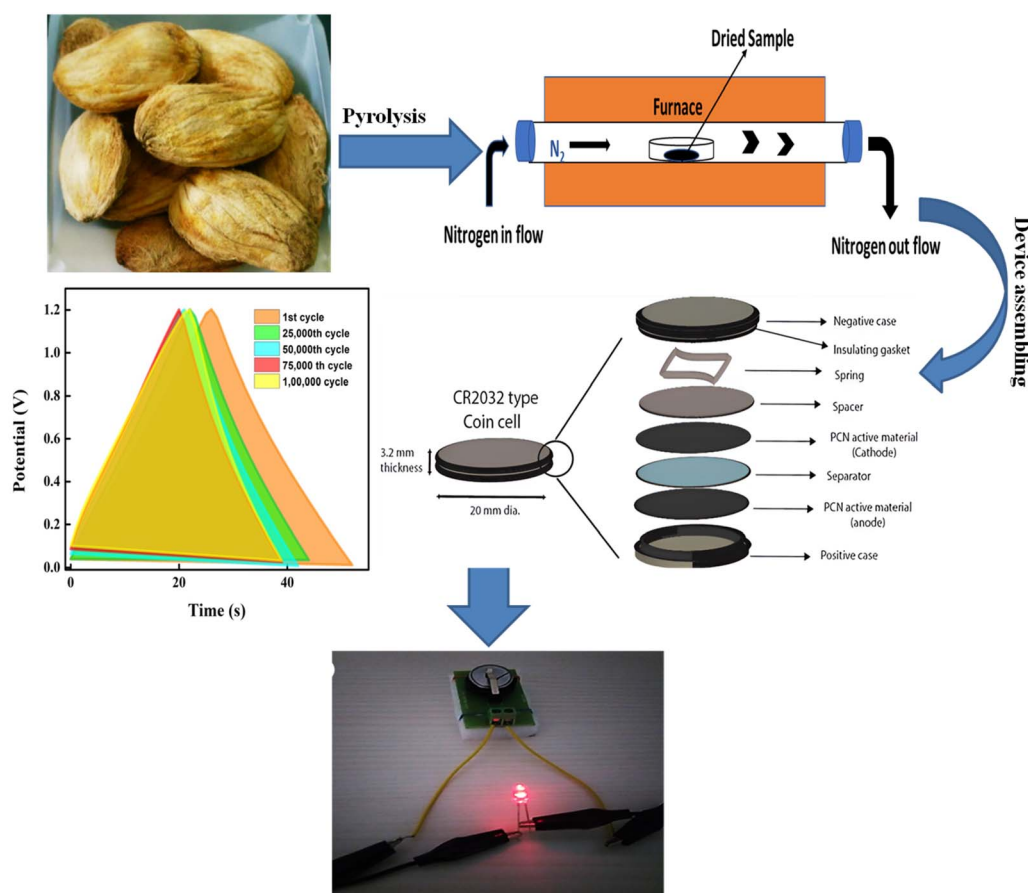 Dried Sample
Pyrolysis
Furnace
N2
Nitrogen in flow
Nitrogen out flow
Device assembling
1.2
1.0
0.8
0.6
0.4
0.2
0.0
Potential (V)
1st cycle
25,000th cycle
50,000th cycle
75,000 th cycle
1,00,000 cycle
0
20
40
Time (s)
CR2032 type
Coin cell
3.2 mm
thickness
20 mm dia.
Negative case
Insulating gasket
Spring
Spacer
PCN active material
(Cathode)
Separator
PCN active material
(anode)
Positive case